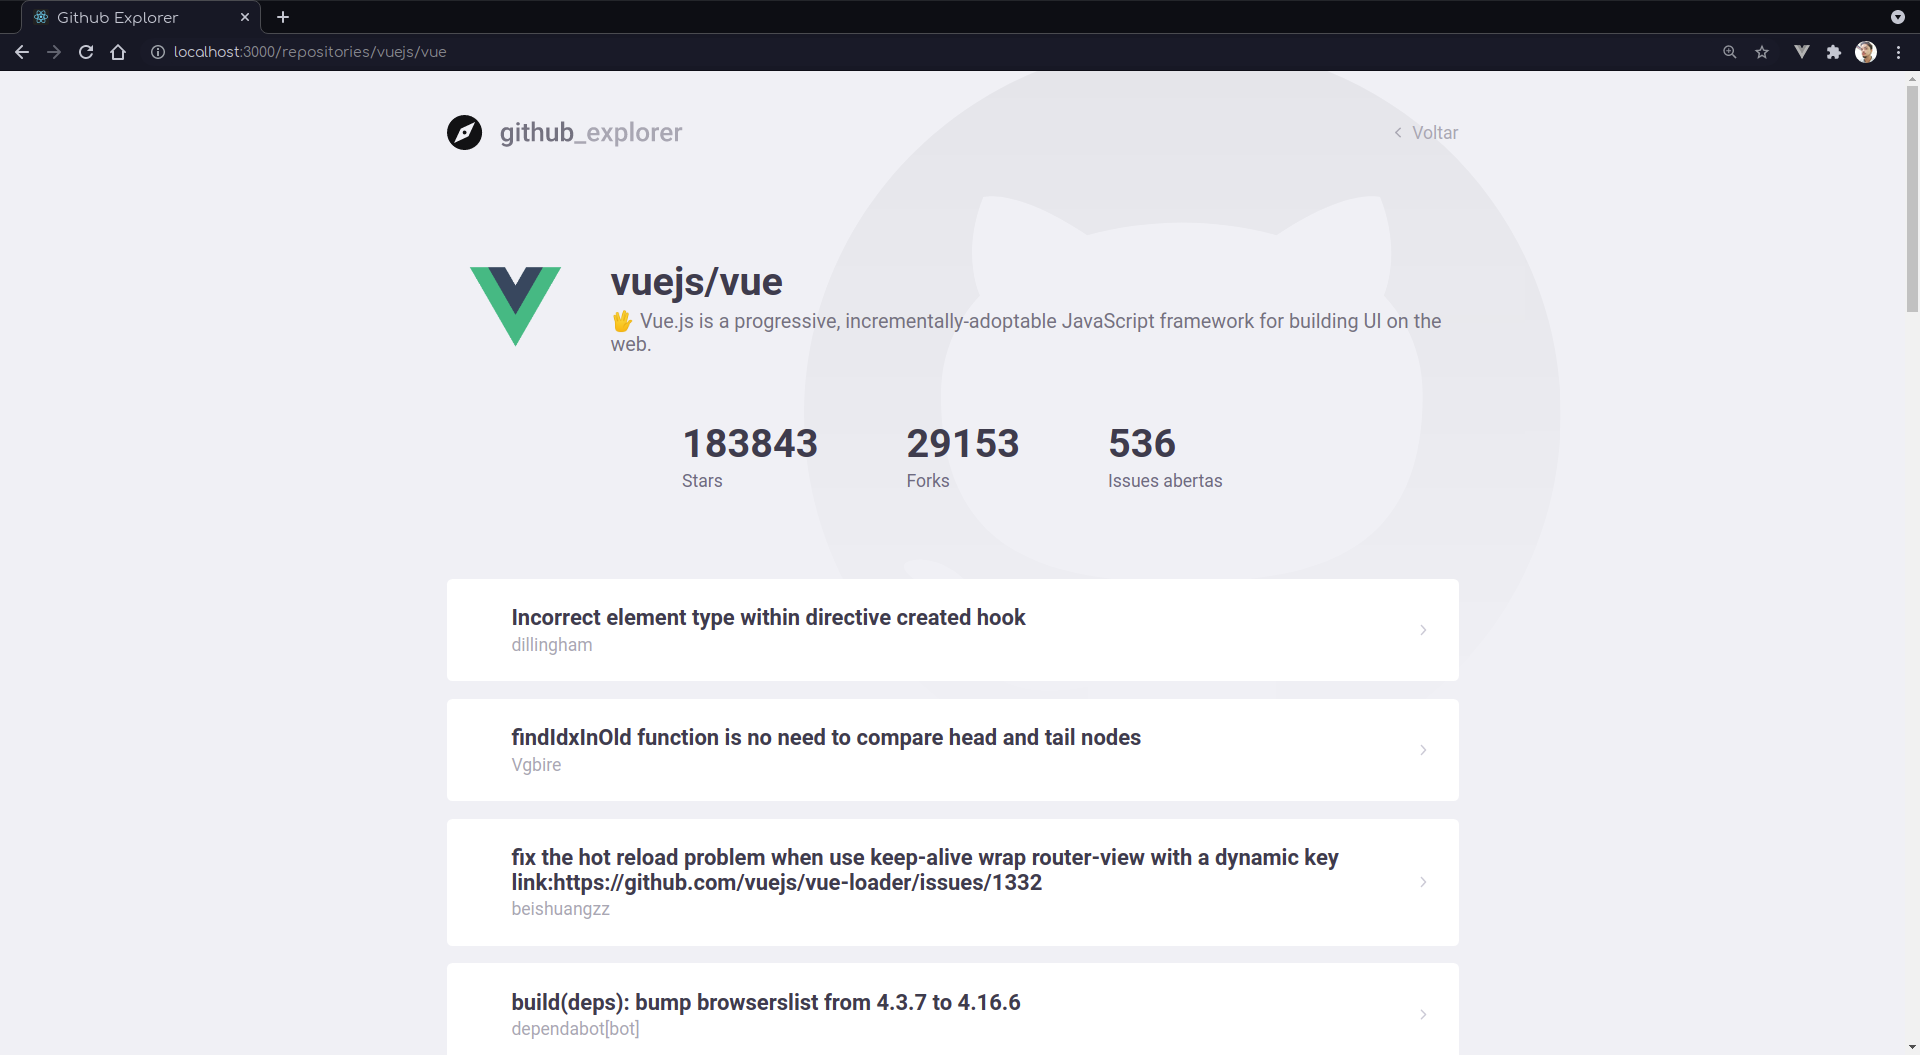 Github Explorer
localhost:3000/repositories/vuejs/vue
github_explorer
Voltar
vuejs/vue
🖖 Vue.js is a progressive, incrementally-adoptable JavaScript framework for building UI on the
web.
183843
29153
536
Stars
Forks
Issues abertas
Incorrect element type within directive created hook
dillingham
findIdxInOld function is no need to compare head and tail nodes
Vgbire
fix the hot reload problem when use keep-alive wrap router-view with a dynamic key
link:https://github.com/vuejs/vue-loader/issues/1332
beishuangzz
build(deps): bump browserslist from 4.3.7 to 4.16.6
dependabot[bot]